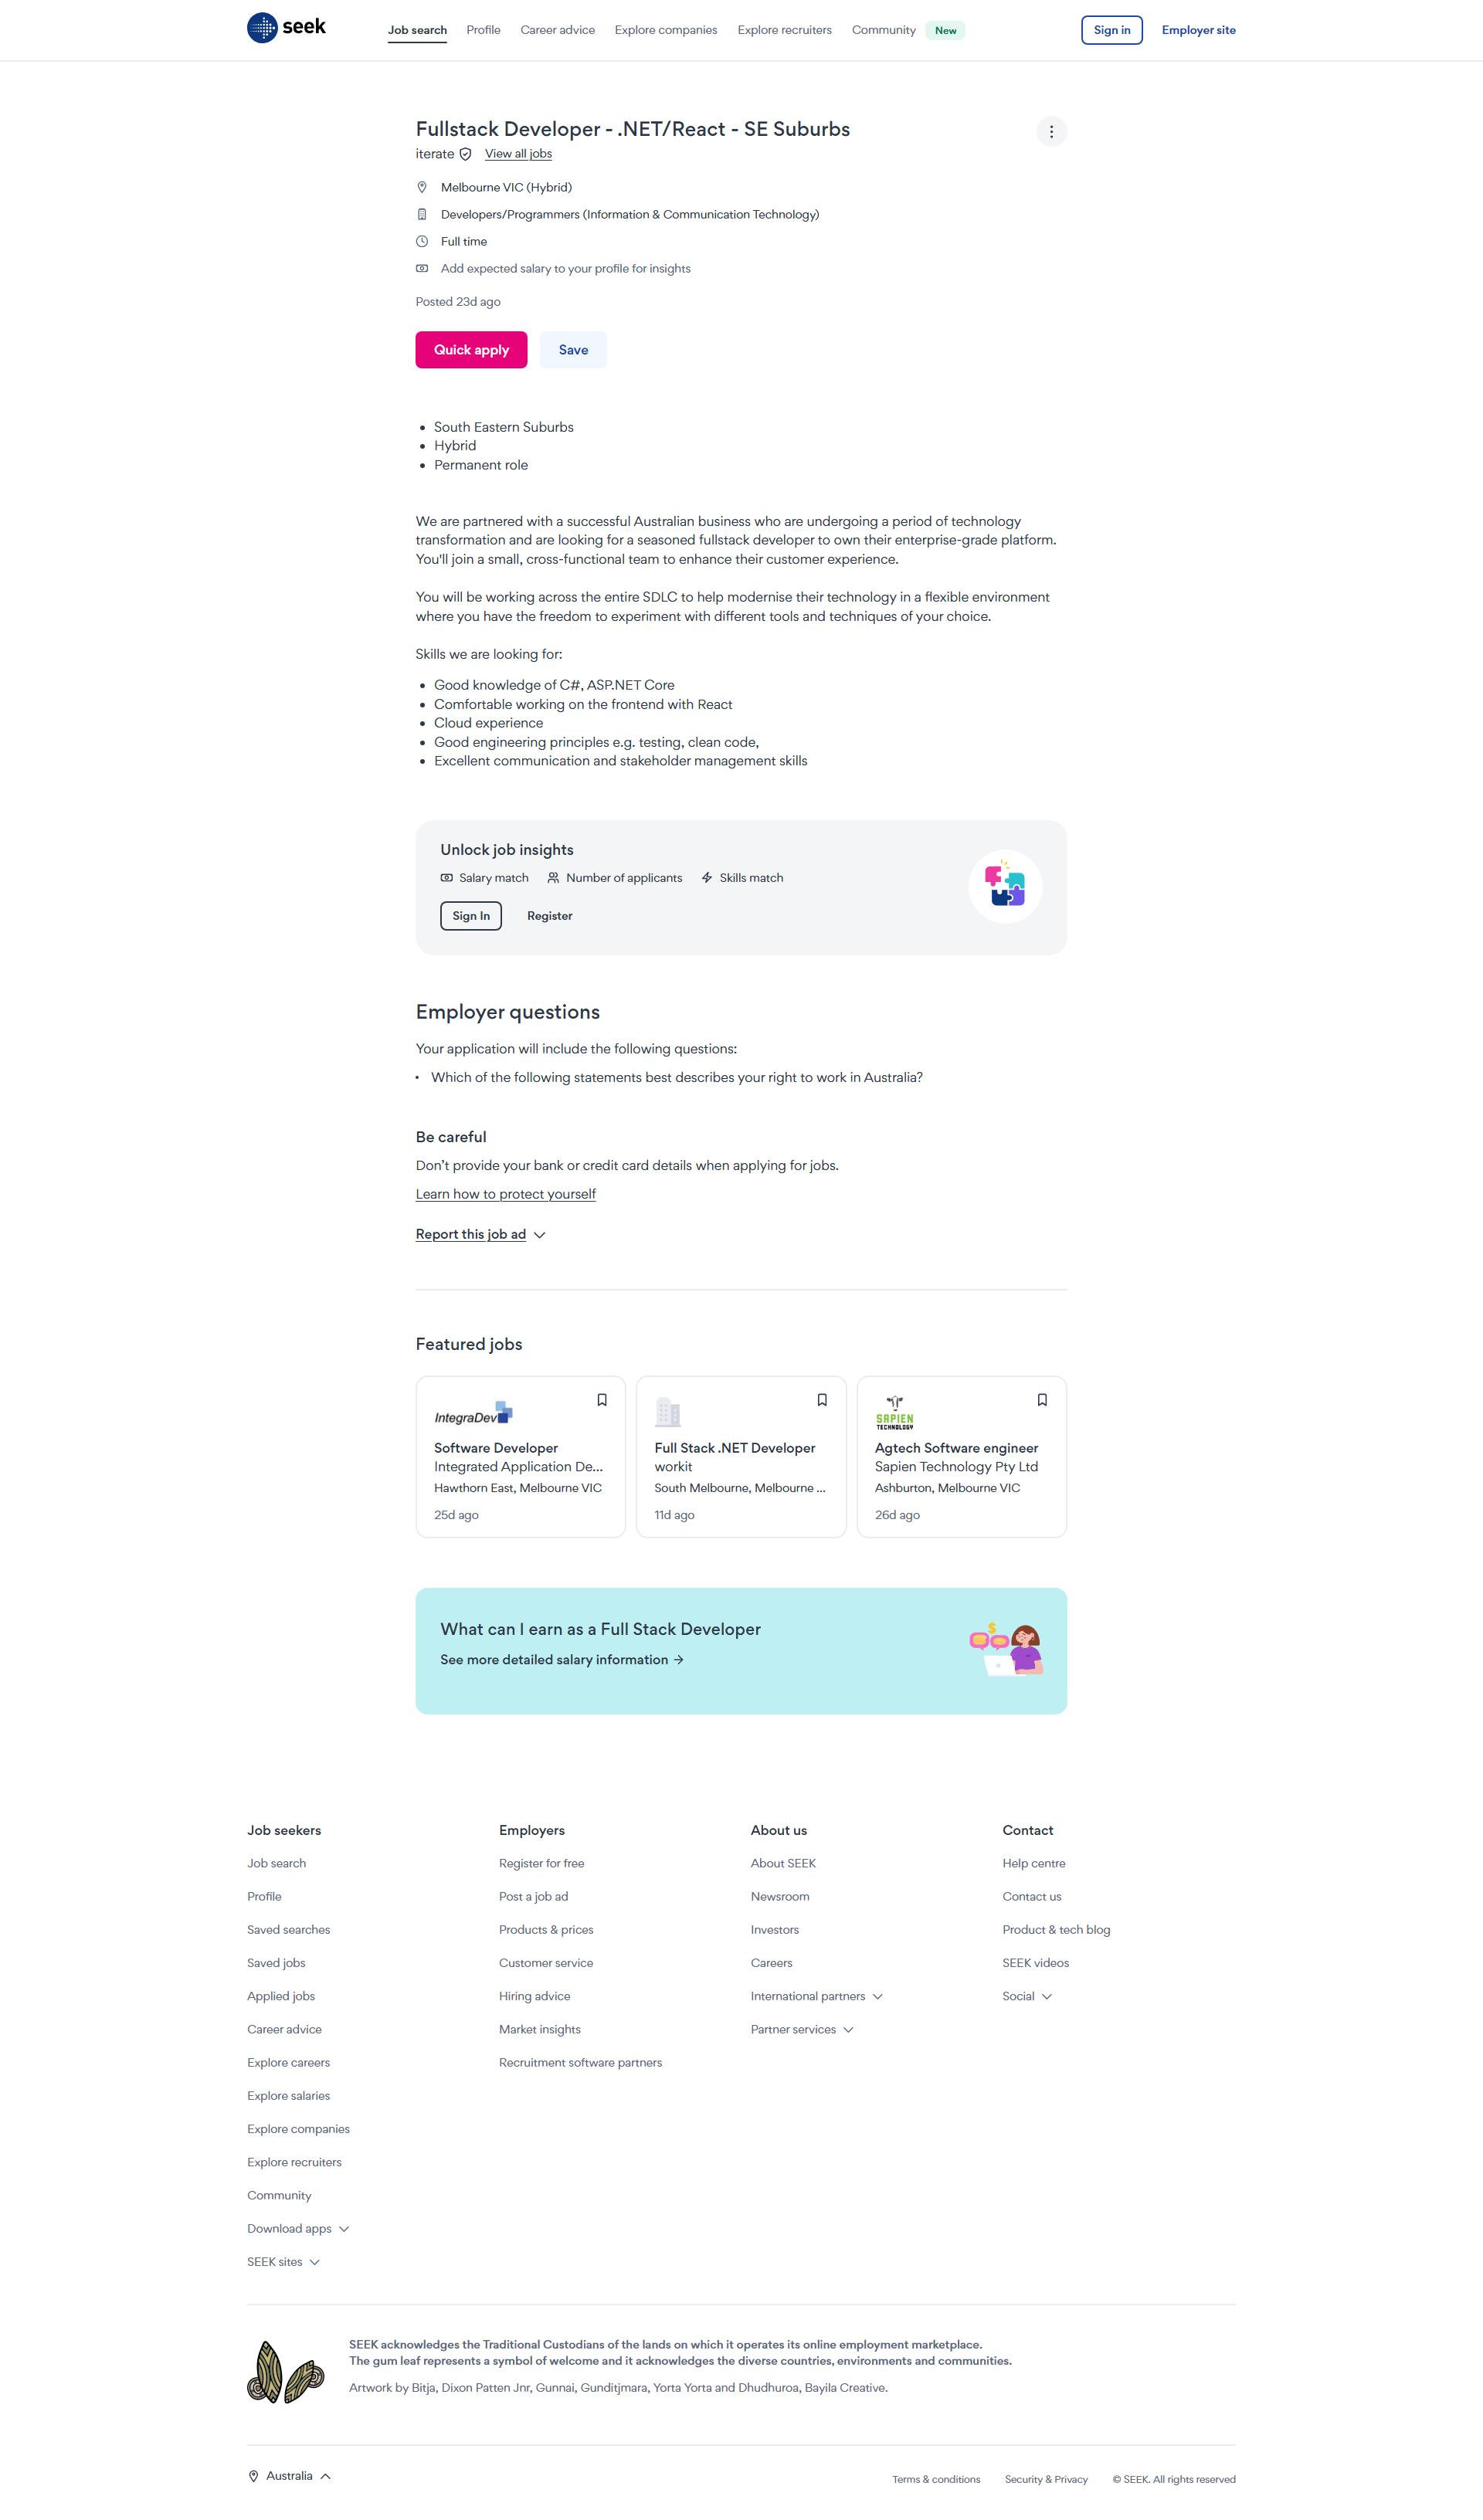 seek
Job search
Profile
Career advice
Explore companies
Explore recruiters
Community
New
Sign in
Employer site
Fullstack Developer - .NET/React - SE Suburbs
iterate
View all jobs
Melbourne VIC (Hybrid)
Developers/Programmers (Information & Communication Technology)
Full time
Add expected salary to your profile for insights
Posted 23d ago
Quick apply
Save
• South Eastern Suburbs
• Hybrid
• Permanent role
We are partnered with a successful Australian business who are undergoing a period of technology
transformation and are looking for a seasoned fullstack developer to own their enterprise-grade platform.
You'll join a small, cross-functional team to enhance their customer experience.
You will be working across the entire SDLC to help modernise their technology in a flexible environment
where you have the freedom to experiment with different tools and techniques of your choice.
Skills we are looking for:
• Good knowledge of C#, ASP.NET Core
• Comfortable working on the frontend with React
• Cloud experience
• Good engineering principles e.g. testing, clean code,
• Excellent communication and stakeholder management skills
Unlock job insights
Salary match
Number of applicants
Skills match
Sign In
Register
Employer questions
Your application will include the following questions:
• Which of the following statements best describes your right to work in Australia?
Be careful
Don’t provide your bank or credit card details when applying for jobs.
Learn how to protect yourself
Report this job ad
Featured jobs
IntegraDev
Software Developer
Integrated Application De...
Hawthorn East, Melbourne VIC
25d ago
Full Stack .NET Developer
workit
South Melbourne, Melbourne ...
11d ago
SAPIEN
TECHNOLOGY
Agtech Software engineer
Sapien Technology Pty Ltd
Ashburton, Melbourne VIC
26d ago
What can I earn as a Full Stack Developer
See more detailed salary information →
$
Job seekers
Job search
Profile
Saved searches
Saved jobs
Applied jobs
Career advice
Explore careers
Explore salaries
Explore companies
Explore recruiters
Community
Download apps
SEEK sites
Employers
Register for free
Post a job ad
Products & prices
Customer service
Hiring advice
Market insights
Recruitment software partners
About us
About SEEK
Newsroom
Investors
Careers
International partners
Partner services
Contact
Help centre
Contact us
Product & tech blog
SEEK videos
Social
SEEK acknowledges the Traditional Custodians of the lands on which it operates its online employment marketplace.
The gum leaf represents a symbol of welcome and it acknowledges the diverse countries, environments and communities.
Artwork by Bitja, Dixon Patten Jnr, Gunnai, Gunditjmara, Yorta Yorta and Dhudhuroa, Bayila Creative.
Australia
Terms & conditions
Security & Privacy
© SEEK. All rights reserved